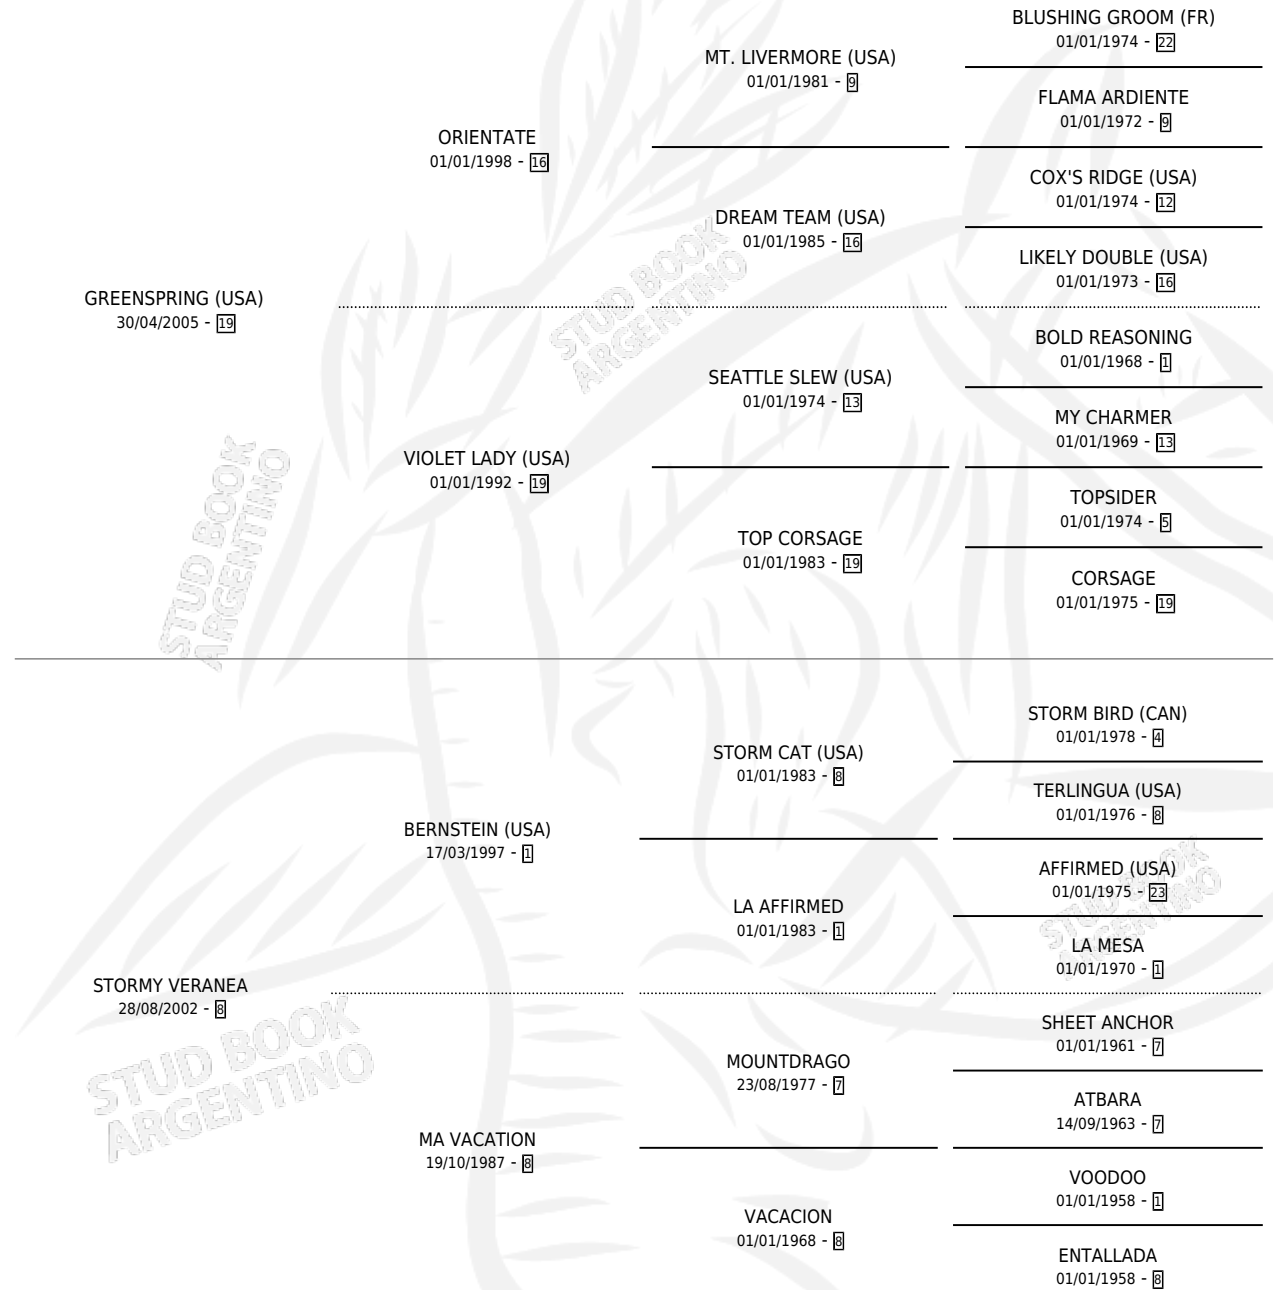 BLUSHING GROOM (FR)
01/01/1974 - 22
MT. LIVERMORE (USA)
01/01/1981 - 9
FLAMA ARDIENTE
01/01/1972 - 9
ORIENTATE
01/01/1998 - 16
COX'S RIDGE (USA)
01/01/1974 - 12
DREAM TEAM (USA)
01/01/1985 - 16
LIKELY DOUBLE (USA)
01/01/1973 - 16
GREENSPRING (USA)
30/04/2005 - 19
BOLD REASONING
01/01/1968 - 1
SEATTLE SLEW (USA)
01/01/1974 - 13
MY CHARMER
01/01/1969 - 13
VIOLET LADY (USA)
01/01/1992 - 19
TOPSIDER
01/01/1974 - 5
TOP CORSAGE
01/01/1983 - 19
CORSAGE
01/01/1975 - 19
STORM BIRD (CAN)
01/01/1978 - 4
STORM CAT (USA)
01/01/1983 - 8
TERLINGUA (USA)
01/01/1976 - 8
BERNSTEIN (USA)
17/03/1997 - 1
AFFIRMED (USA)
01/01/1975 - 23
LA AFFIRMED
01/01/1983 - 1
LA MESA
01/01/1970 - 1
STORMY VERANEA
28/08/2002 - 8
SHEET ANCHOR
01/01/1961 - 7
MOUNTDRAGO
23/08/1977 - 7
ATBARA
14/09/1963 - 7
MA VACATION
19/10/1987 - 8
VOODOO
01/01/1958 - 1
VACACION
01/01/1968 - 8
ENTALLADA
01/01/1958 - 8
STUD BOOK
ARGENTINO
STUD BOOK
ARGENTINO
STUD BOOK
ARGENTINO
STUD BOOK
ARGENTINO